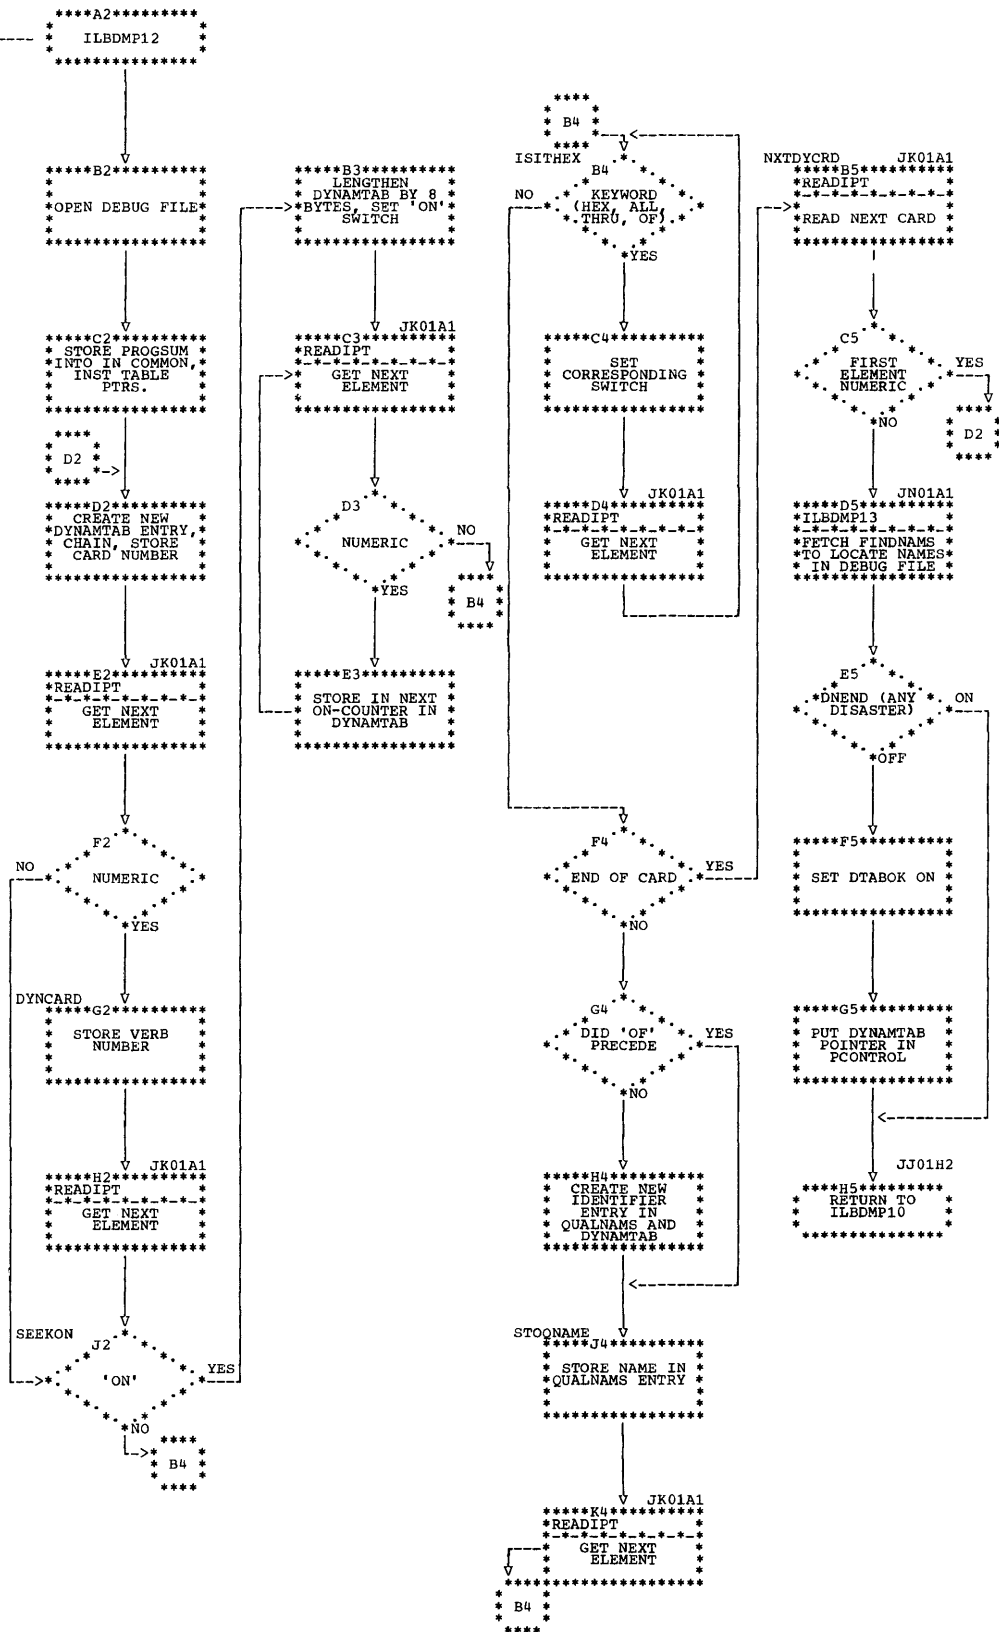 A2
ILBDMP12
B2
OPEN DEBUG FILE
C2
STORE PROGSUM
INTO IN COMMON,
INST TABLE
PTRS.
D2
D2
CREATE NEW
DYNAMTAB ENTRY,
CHAIN, STORE
CARD NUMBER
JK01A1
E2
READIPT
GET NEXT
ELEMENT
F2
NO
NUMERIC
YES
DYNCARD
G2
STORE VERB
NUMBER
JK01A1
H2
READIPT
GET NEXT
ELEMENT
SEEKON
J2
YES
'ON'
NO
B4
B3
LENGTHEN
DYNAMTAB BY 8
BYTES, SET 'ON'
SWITCH
JK01A1
C3
READIPT
GET NEXT
ELEMENT
D3
NO
NUMERIC
YES
B4
E3
STORE IN NEXT
ON-COUNTER IN
DYNAMTAB
B4
ISITHEX
B4
NO
KEYWORD
(HEX, ALL,
THRU, OF)
YES
C4
SET
CORRESPONDING
SWITCH
JK01A1
D4
READIPT
GET NEXT
ELEMENT
F4
YES
END OF CARD
NO
G4
DID 'OF'
YES
PRECEDE
NO
H4
CREATE NEW
IDENTIFIER
ENTRY IN
QUALNAMS AND
DYNAMTAB
STOQNAME
J4
STORE NAME IN
QUALNAMS ENTRY
JK01A1
K4
READIPT
GET NEXT
ELEMENT
B4
NXTDYCRD JK01A1
B5
READIPT
READ NEXT CARD
C5
FIRST
YES
ELEMENT
NUMERIC
NO
D2
JN01A1
D5
ILBDMP13
FETCH FINDNAMS
TO LOCATE NAMES
IN DEBUG FILE
E5
DNEND (ANY
ON
DISASTER)
OFF
F5
SET DTABOK ON
G5
PUT DYNAMTAB
POINTER IN
PCONTROL
JJ01H2
H5
RETURN TO
ILBDMP10